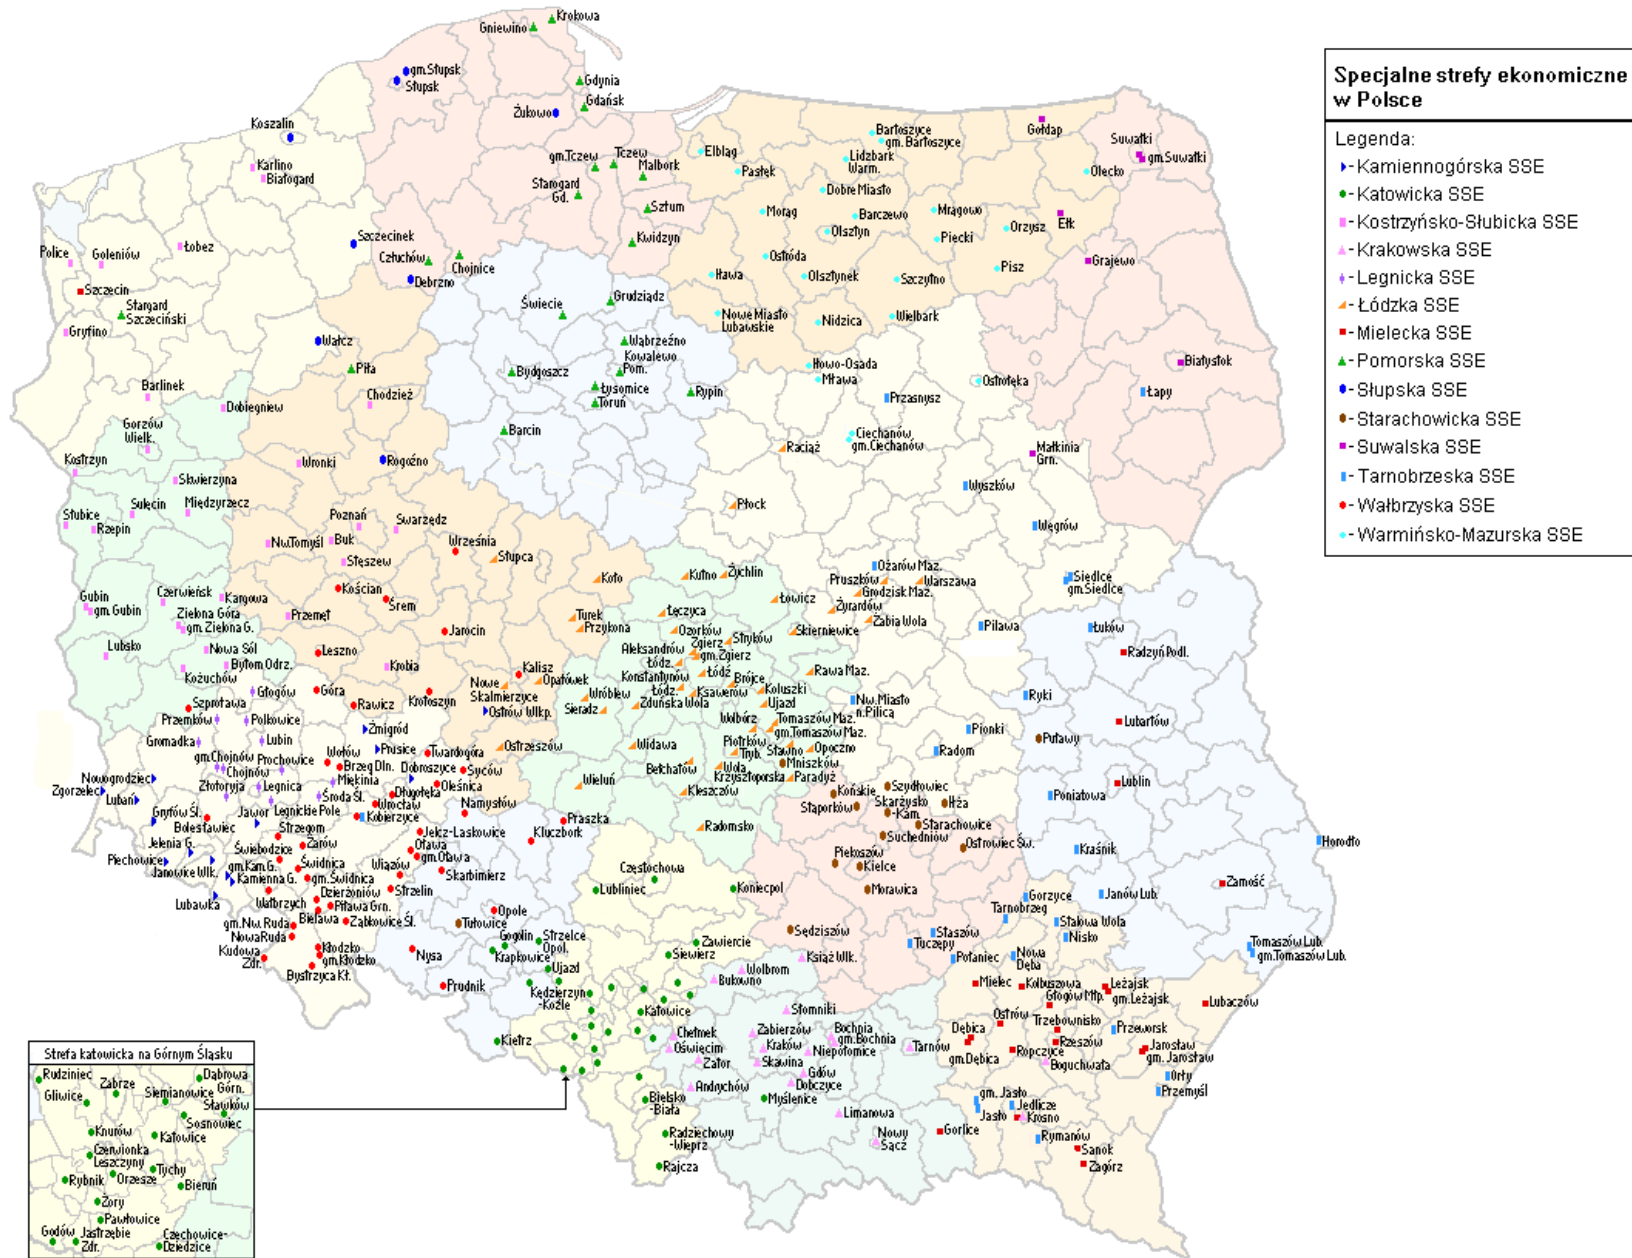 Krokowa
Gniewino
gm.Słupsk
Słupsk
Gdynia
Gdańsk
Żukowo
Koszalin
Karlino
Białogard
gm.Tczew
Tczew
Malbork
Starogard
Gd.
Sztum
Kwidzyn
Szczecinek
Człuchów
Chojnice
Debrzno
Police
Goleniów
Łobez
Szczecin
Stargard
Szczeciński
Gryfino
Wałcz
Piła
Barlinek
Elbląg
Pasłęk
Bartoszyce
gm. Bartoszyce
Lidzbark
Warm.
Dobre Miasto
Morąg
Barczewo
Olsztyn
Mrągowo
Piecki
Orzysz
Ostróda
Olsztynek
Szczytno
Pisz
Iława
Nowe Miasto
Lubawskie
Nidzica
Wielbark
Gołdap
Suwałki
gm.Suwałki
Olecko
Ełk
Grajewo
Białystok
Łapy
Świecie
Grudziądz
Wąbrzeźno
Kowalewo
Pom.
Bydgoszcz
Łysomice
Toruń
Rypin
Barcin
Iłowo-Osada
Mława
Ostrołęka
Przasnysz
Ciechanów
gm.Ciechanów
Raciąż
Małkinia
Grn.
Wyszków
Płock
Węgrów
Chodzież
Dobiegniew
Gorzów
Wielk.
Kostrzyn
Wronki
Rogoźno
Skwierzyna
Sulęcin
Międzyrzecz
Słubice
Rzepin
Poznań
Swarzędz
Nw.Tomyśl
Buk
Stęszew
Września
Słupca
Koło
Kościan
Śrem
Gubin
gm. Gubin
Czerwieńsk
Kargowa
Zielona Góra
gm.Zielona G.
Przemęt
Turek
Przykona
Jarocin
Lubsko
Nowa Sól
Bytom Odrz.
Kożuchów
Leszno
Krobia
Kalisz
Opatówek
Nowe
Skalmierzyce
Ostrów Wlkp.
Krotoszyn
Ostrzeszów
Kutno
Żychlin
Łęczyca
Łowicz
Ozorków
Zgierz
Stryków
gm.Zgierz
Aleksandrów
Łódz.
Skierniewice
Konstantynów
Łódz.
Łódź
Brójce
Ksawerów
Koluszki
Rawa Maz.
Wróblew
Sieradz
Zduńska Wola
Ujazd
Wolbórz
Tomaszów Maz.
gm.Tomaszów Maz.
Piotrków
Tryb.
Sławno
Opoczno
Mniszków
Widawa
Bełchatów
Wola
Krzysztoporska
Paradyż
Wieluń
Kleszczów
Radomsko
Ożarów Maz.
Pruszków
Warszawa
Grodzisk Maz.
Żyrardów
Żabia Wola
Siedlce
gm.Siedlce
Pilawa
Nw.Miasto
n.Pilicą
Radom
Pionki
Łuków
Radzyń Podl.
Ryki
Lubartów
Puławy
Lublin
Poniatowa
Kraśnik
Horodło
Zamość
Janów Lub.
Tomaszów Lub.
gm.Tomaszów Lub.
Szprotawa
Głogów
Góra
Rawicz
Przemków
Polkowice
Żmigród
Gromadka
Lubin
Prusice
gm.Chojnów
Chojnów
Prochowice
Wołów
Brzeg Dln.
Twardogóra
Syców
Dobroszyce
Oleśnica
Nowogrodziec
Zgorzelec
Lubań
Złotoryja
Legnica
Miękinia
Środa Śl.
Legnickie Pole
Długołęka
Wrocław
Kobierzyce
Namysłów
Gryfów Śl.
Bolesławiec
Jawor
Strzegom
Jelcz-Laskowice
Oława
gm.Oława
Kluczbork
Praszka
Jelenia G.
Piechowice
Janowice Wlk.
Świebodzice
Żarów
Świdnica
gm.Świdnica
Wiązów
Skarbimierz
Strzelin
gm.Kam.G.
Kamienna G.
Lubawka
Wałbrzych
Dzierżoniów
Piława Grn.
Bielawa
Ząbkowice Śl.
gm.Nw.Ruda
Nowa Ruda
Kudowa
Zdr.
Kłodzko
gm.Kłodzko
Bystrzyca Kł.
Opole
Tułowice
Gogolin
Krapkowice
Strzelce
Opol.
Nysa
Prudnik
Ujazd
Kędzierzyn
-Koźle
Kietrz
Częstochowa
Lubliniec
Koniecpol
Zawiercie
Siewierz
Katowice
Bielsko
-Biała
Radziechowy
-Wieprz
Rajcza
Końskie
Szydłowiec
Stąporków
Skarżysko
-Kam.
Iłża
Starachowice
Suchedniów
Ostrowiec Św.
Piekoszów
Kielce
Morawica
Sędziszów
Staszów
Tuczępy
Połaniec
Książ Wlk.
Wolbrom
Bukowno
Słomniki
Chełmek
Oświęcim
Zator
Zabierzów
Kraków
Skawina
Bochnia
gm.Bochnia
Niepołomice
Gdów
Dobczyce
Tarnów
Andrychów
Myślenice
Limanowa
Nowy
Sącz
Gorlice
Gorzyce
Tarnobrzeg
Stalowa Wola
Nisko
Nowa
Dęba
Mielec
Kolbuszowa
Głogów Młp.
Leżajsk
gm.Leżajsk
Lubaczów
Ostrów
Trzebownisko
Przeworsk
Dębica
gm.Dębica
Rzeszów
Ropczyce
Boguchwała
Jarosław
gm. Jarosław
Orły
Przemyśl
gm. Jasło
Jasło
Jedlicze
Krosno
Rymanów
Sanok
Zagórz
Specjalne strefy ekonomiczne
w Polsce
Legenda:
- Kamiennogórska SSE
- Katowicka SSE
- Kostrzyńsko-Słubicka SSE
- Krakowska SSE
- Legnicka SSE
- Łódzka SSE
- Mielecka SSE
- Pomorska SSE
- Słupska SSE
- Starachowicka SSE
- Suwalska SSE
- Tarnobrzeska SSE
- Wałbrzyska SSE
- Warmińsko-Mazurska SSE
Strefa katowicka na Górnym Śląsku
Rudziniec
Zabrze
Dąbrowa
Górn.
Gliwice
Siemianowice
Sławków
Sosnowiec
Knurów
Katowice
Czerwionka
Leszczyny
Tychy
Orzesze
Rybnik
Bieruń
Żory
Pawłowice
Godów
Jastrzębie
Zdr.
Czechowice-
Dziedzice